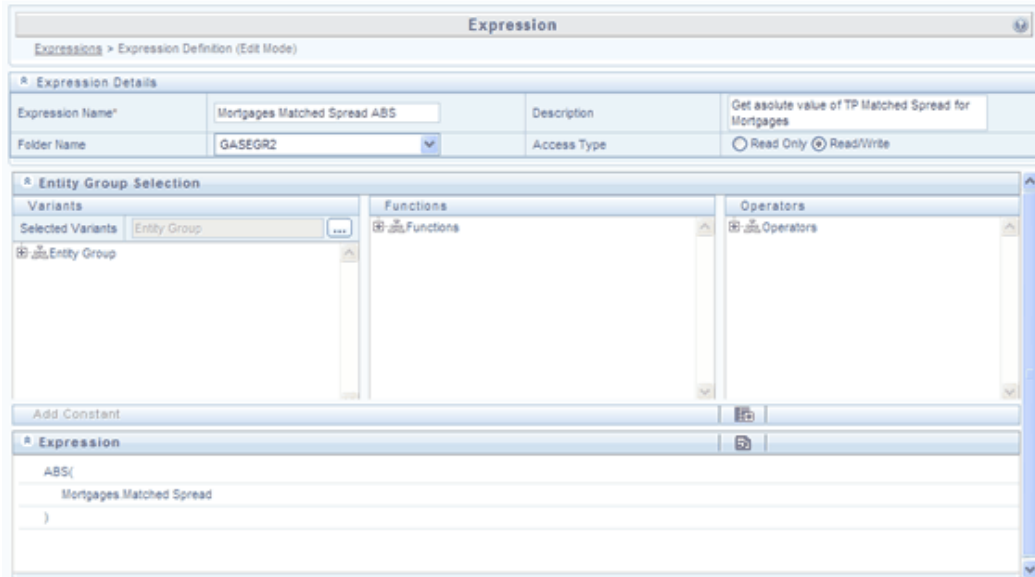 Expression
Expressions > Expression Definition (Edit Mode)
Expression Details
Expression Name* Mortgages Matched Spread ABS Description Get asolute value of TP Matched Spread for
Mortgages
Folder Name GASEGR2 Access Type Read Only Read/Write
Entity Group Selection
Variants Functions Operators
Selected Variants Entity Group ... Functions Operators
Entity Group
Add Constant
Expression
ABS(
Mortgages.Matched Spread
)